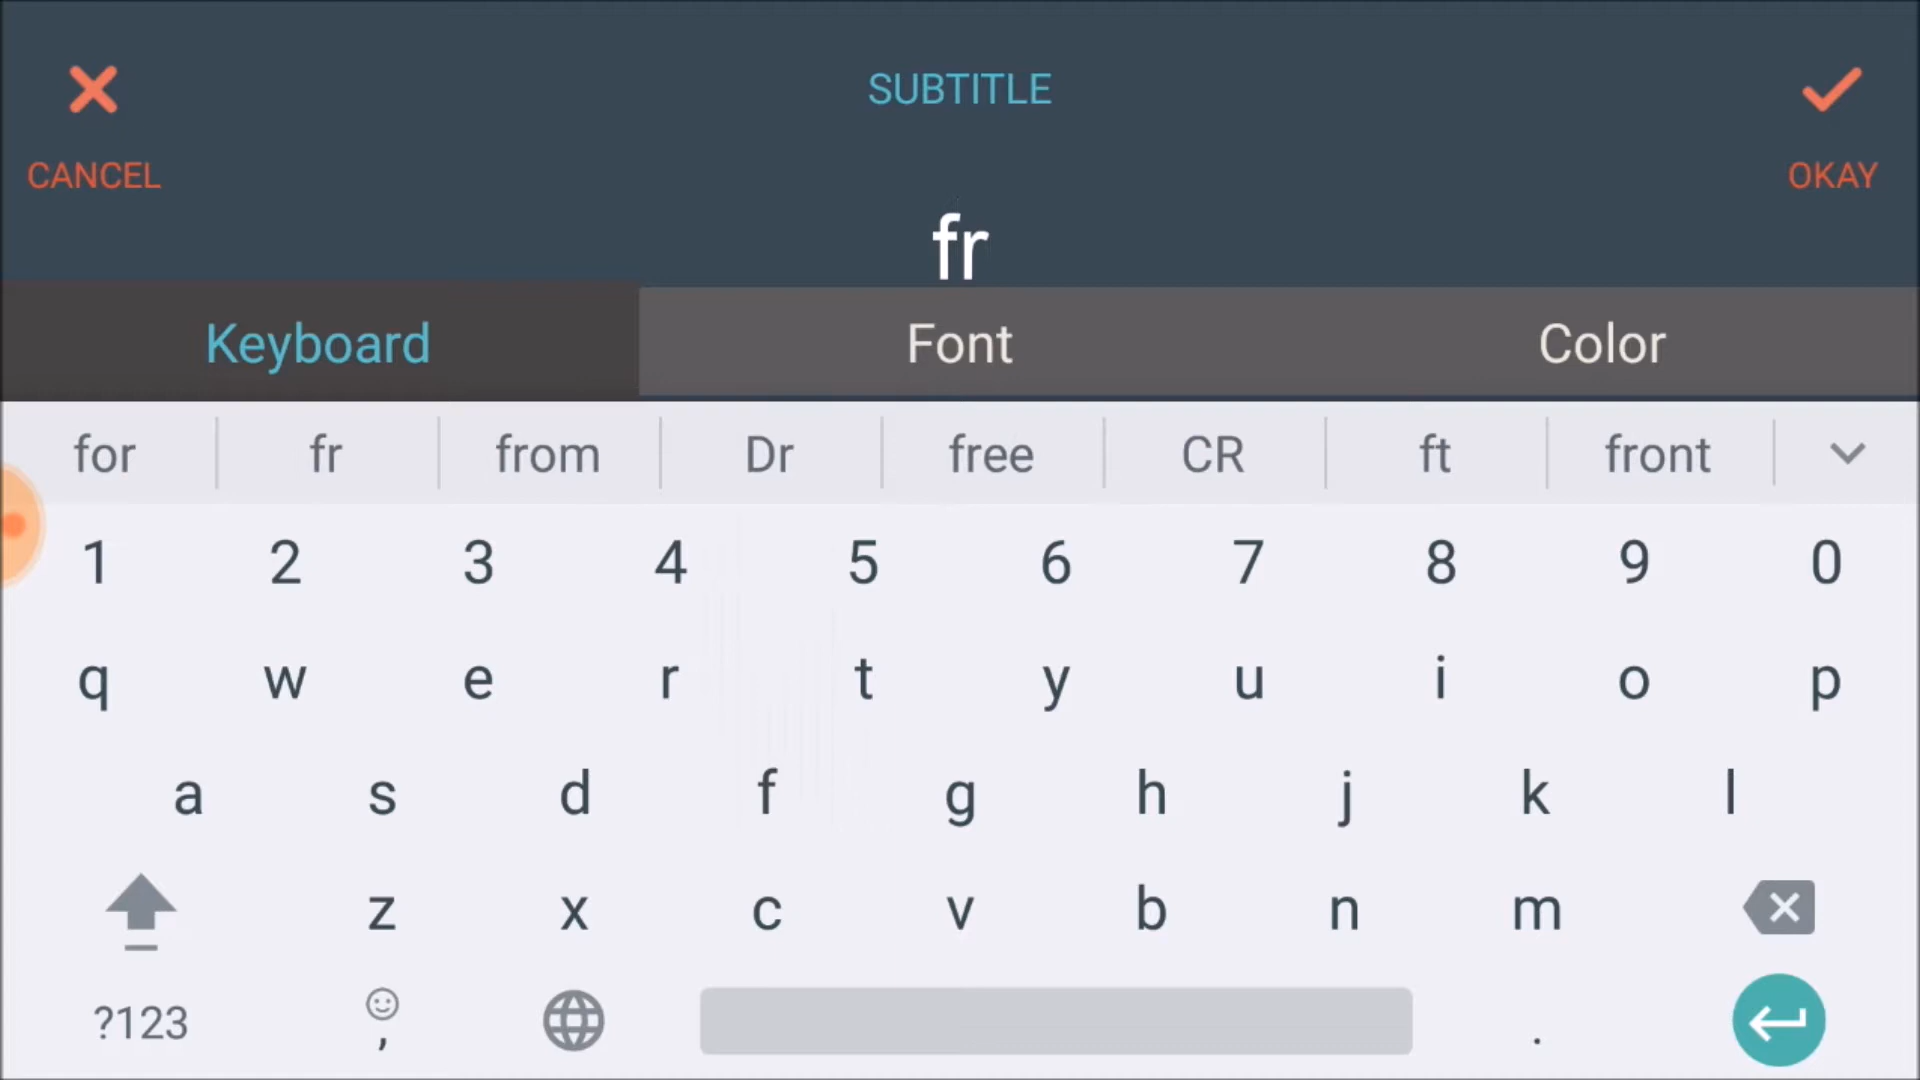 SUBTITLE
CANCEL
OKAY
fr
Keyboard Font Color
for fr from Dr free CR ft front
1 2 3 4 5 6 7 8 9 0
q w e r t y u i o p
a s d f g h j k l
z x c v b n m
?123 , .